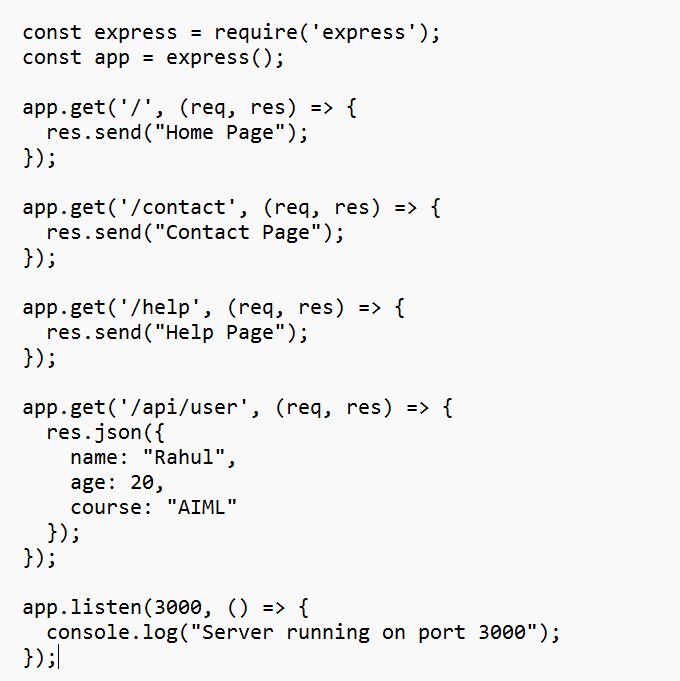 const express = require('express');
const app = express();

app.get('/', (req, res) => {
  res.send("Home Page");
});

app.get('/contact', (req, res) => {
  res.send("Contact Page");
});

app.get('/help', (req, res) => {
  res.send("Help Page");
});

app.get('/api/user', (req, res) => {
  res.json({
    name: "Rahul",
    age: 20,
    course: "AIML"
  });
});

app.listen(3000, () => {
  console.log("Server running on port 3000");
});